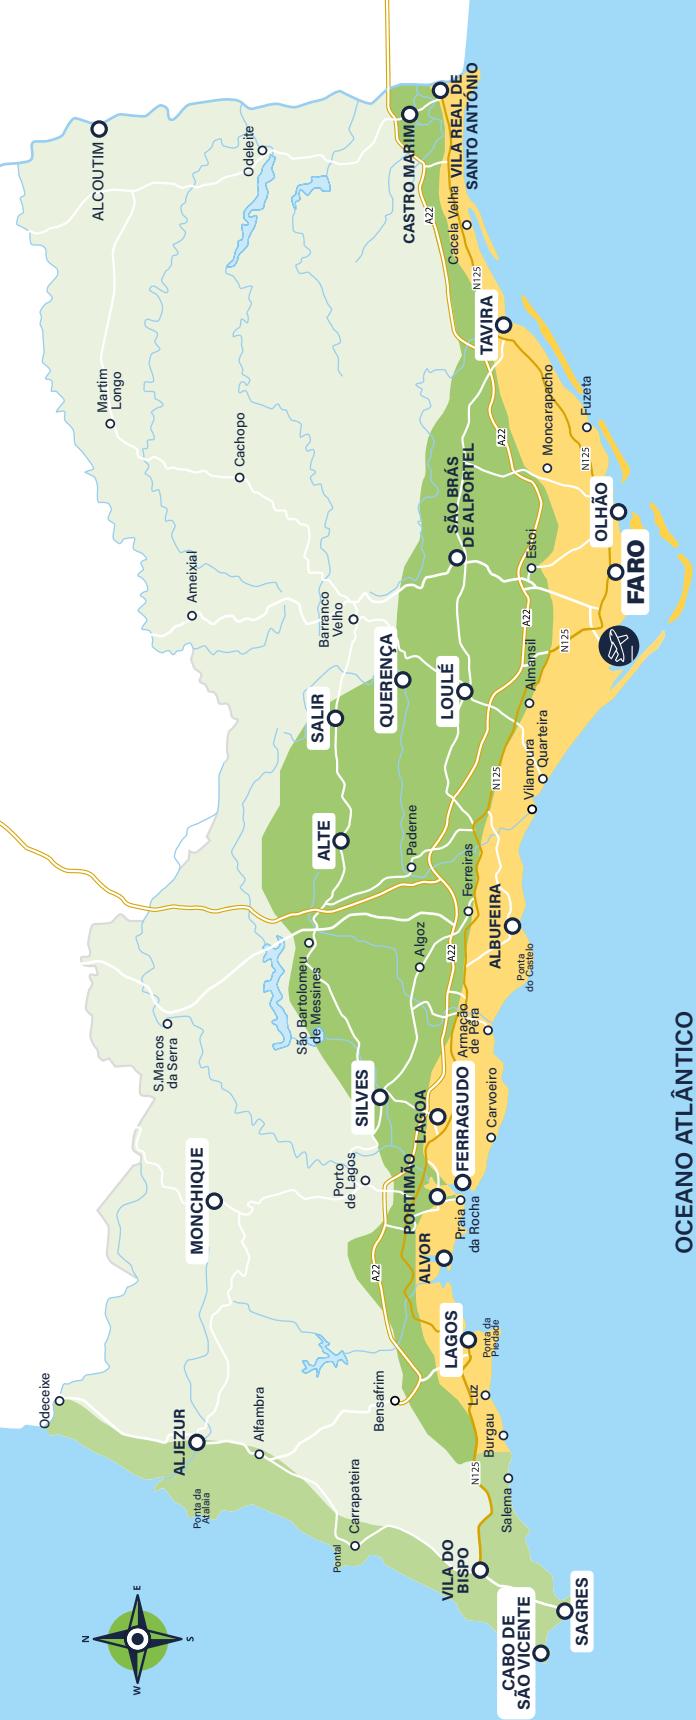 Odeceixe
ALJEZUR
Ponta da
Atalaia
Alfambra
Carrapateira
Pontal
Bensafrim
VILA DO
BISPO
CABO DE
SÃO VICENTE
SAGRES
N125
Salema
Burgau
Luz
LAGOS
Ponta da
Piedade
MONCHIQUE
A22
ALVOR
PORTIMÃO
Praia
da Rocha
Porto
de Lagos
FERRAGUDO
LAGOA
SILVES
Carvoeiro
S.Marcos
da Serra
São Bartolomeu
de Messines
Armação
de Pêra
Algoz
A22
Ponta
do Castelo
ALBUFEIRA
Ferreiras
Paderne
ALTE
SALIR
N125
Vilamoura
Quarteira
Almansil
LOULÉ
QUERENÇA
Barranco
Velho
Ameixial
A22
N125
Estoi
FARO
OLHÃO
SÃO BRÁS
DE ALPORTEL
Cachopo
Martim
Longo
A22
N125
Moncarapacho
Fuzeta
TAVIRA
N125
Cacela Velha
A22
CASTRO MARIM
VILA REAL DE
SANTO ANTÓNIO
Odeleite
ALCOUTIM
OCEANO ATLÂNTICO
N
E
S
W